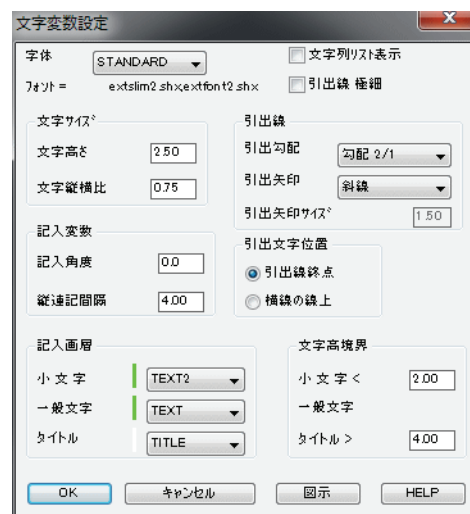 文字変数設定
字体 STANDARD
文字列リスト表示
フォント= extslim2.shx,extfont2.shx
引出線 極細
文字サイズ
文字高さ 2.50
文字縦横比 0.75
引出線
引出勾配 勾配 2/1
引出矢印 斜線
引出矢印サイズ 1.50
記入変数
記入角度 0.0
縦連記間隔 4.00
引出文字位置
引出線終点
横線の線上
記入画層
小 文 字 TEXT2
一般文字 TEXT
タイトル TITLE
文字高境界
小 文 字 < 2.00
一般文字
タイトル > 4.00
OK キャンセル 図示 HELP